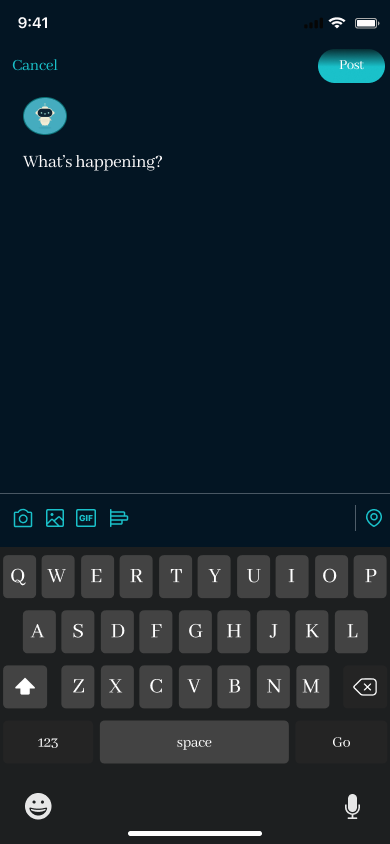 9:41
Cancel Post
What's happening?
GIF
Q W E R T Y U I O P
A S D F G H J K L
Z X C V B N M
123 space Go